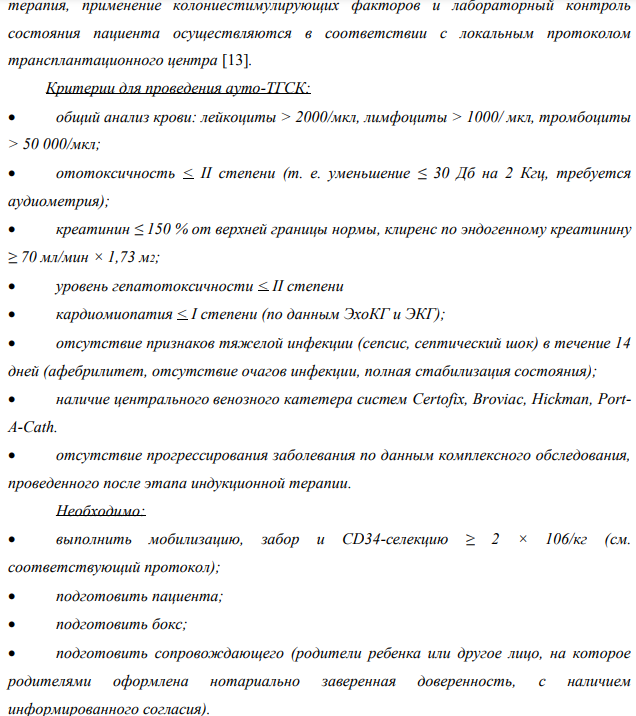 терапия, применение колониестимулирующих факторов и лабораторный контроль
состояния пациента осуществляются в соответствии с локальным протоколом
трансплантационного центра [13].
Критерии для проведения ауто-ТГСК:
• общий анализ крови: лейкоциты > 2000/мкл, лимфоциты > 1000/ мкл, тромбоциты
> 50 000/мкл;
• ототоксичность ≤ II степени (т. е. уменьшение ≤ 30 Дб на 2 Кгц, требуется
аудиометрия);
• креатинин ≤ 150 % от верхней границы нормы, клиренс по эндогенному креатинину
≥ 70 мл/мин × 1,73 м2;
• уровень гепатотоксичности ≤ II степени
• кардиомиопатия ≤ I степени (по данным ЭхоКГ и ЭКГ);
• отсутствие признаков тяжелой инфекции (сепсис, септический шок) в течение 14
дней (афебрилитет, отсутствие очагов инфекции, полная стабилизация состояния);
• наличие центрального венозного катетера систем Certofix, Broviac, Hickman, Port-
A-Cath.
• отсутствие прогрессирования заболевания по данным комплексного обследования,
проведенного после этапа индукционной терапии.
Необходимо:
• выполнить мобилизацию, забор и CD34-селекцию ≥ 2 × 106/кг (см.
соответствующий протокол);
• подготовить пациента;
• подготовить бокс;
• подготовить сопровождающего (родители ребенка или другое лицо, на которое
родителями оформлена нотариально заверенная доверенность, с наличием
информированного согласия).